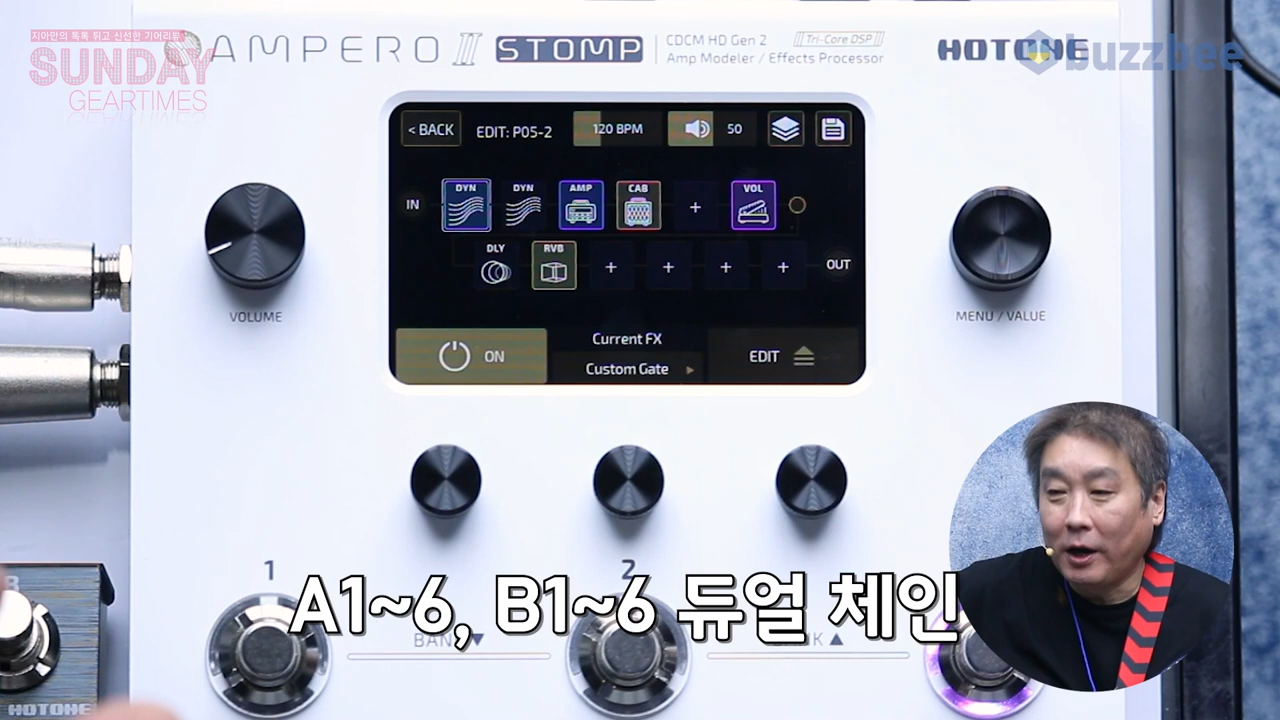 지아만의 톡톡 튀고 신선한 기어리뷰
SUNDAY
GEARTIMES
AMPERO II STOMP
CDCM HD Gen 2
Tri-Core DSP
Amp Modeler / Effects Processor
HOTONE
buzzbee
< BACK
EDIT: P05-2
120 BPM
50
IN
DYN
DYN
AMP
CAB
+
VOL
DLY
RVB
+
+
+
+
OUT
ON
Current FX
Custom Gate
EDIT
VOLUME
MENU / VALUE
1
2
A1~6, B1~6 듀얼 체인
HOTONE